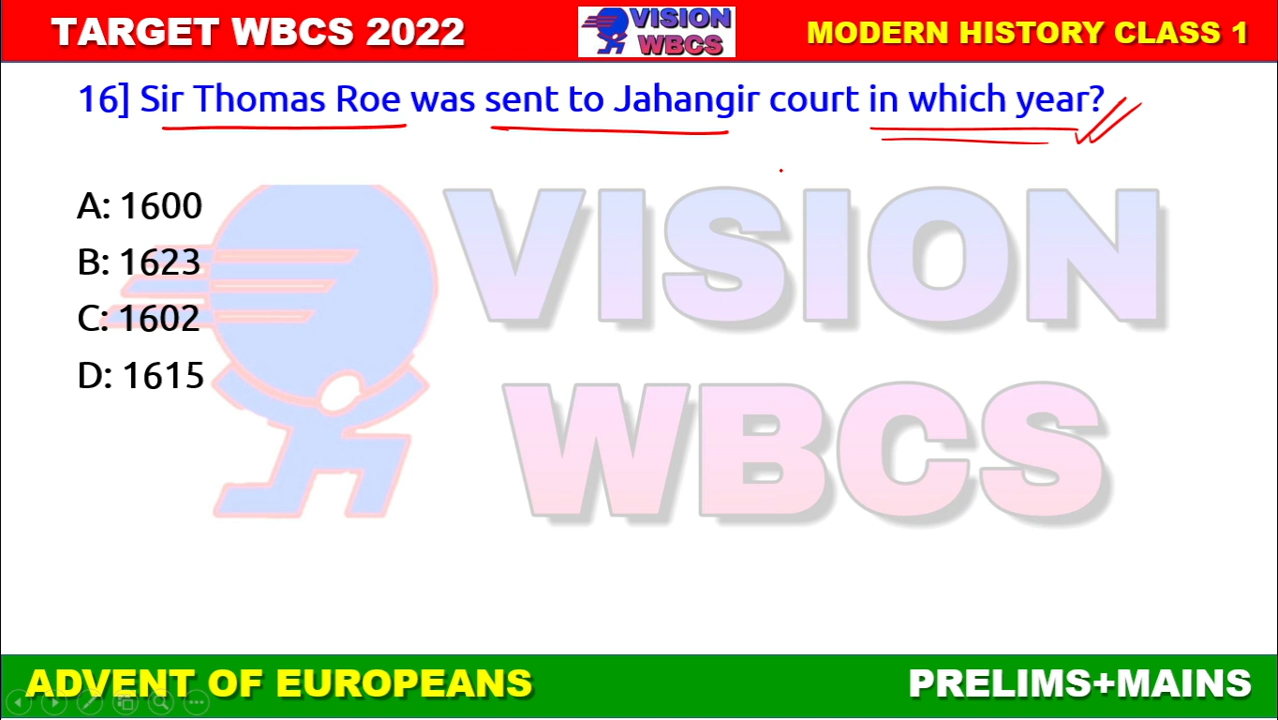 TARGET WBCS 2022
VISION
WBCS
MODERN HISTORY CLASS 1
16] Sir Thomas Roe was sent to Jahangir court in which year?
A: 1600
B: 1623
C: 1602
D: 1615
VISION
WBCS
ADVENT OF EUROPEANS
PRELIMS+MAINS